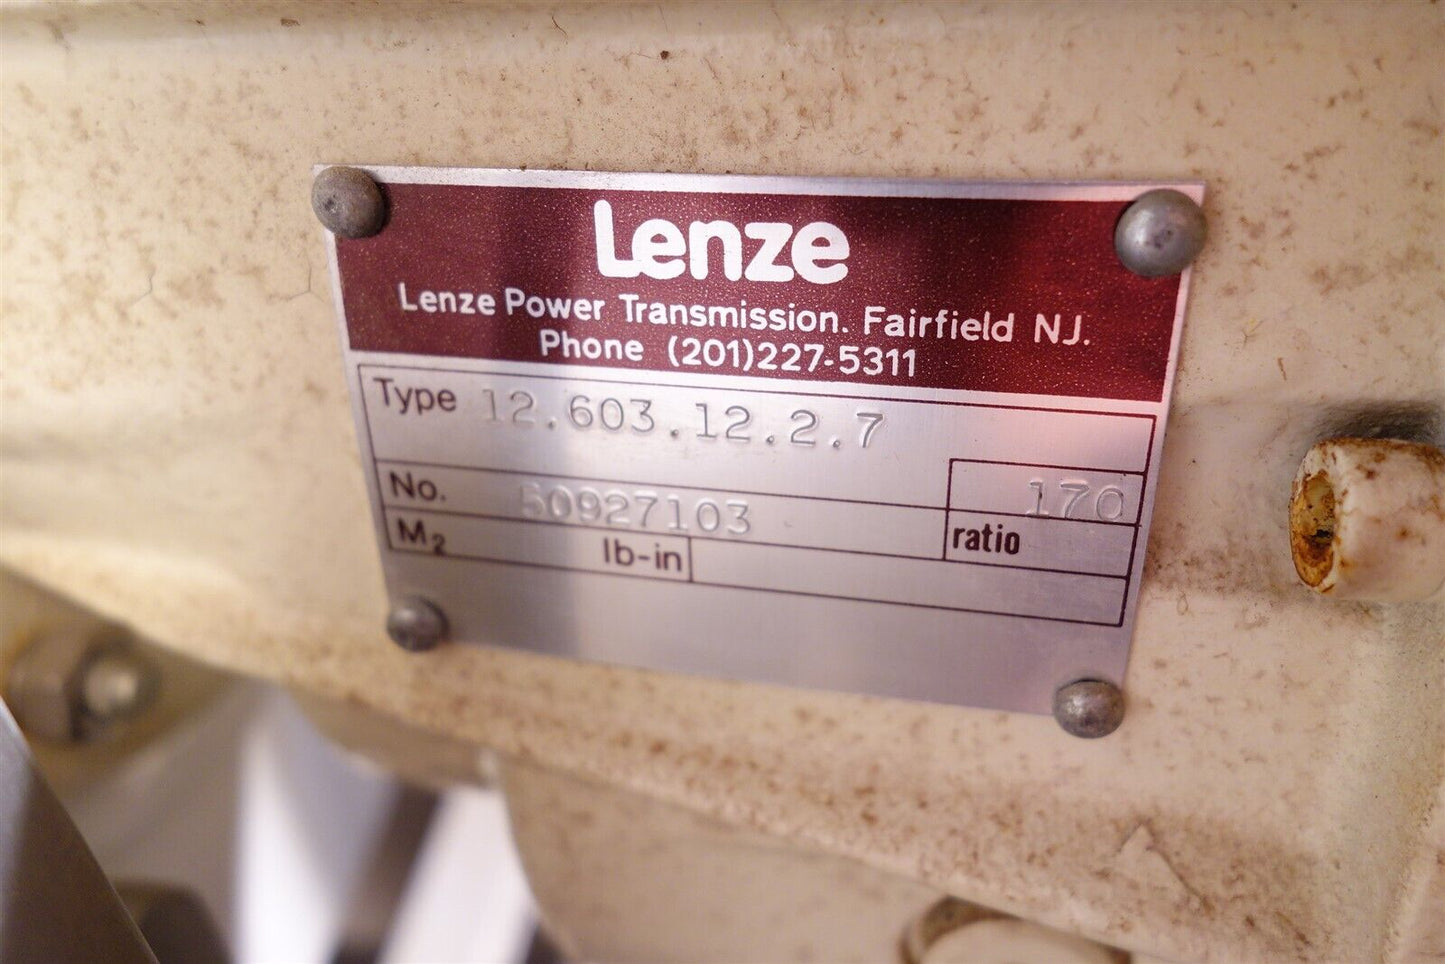 Lenze
Lenze Power Transmission. Fairfield NJ.
Phone (201)227-5311
Type 12.603.12.2.7
No. 50927103 170
M2 lb-in ratio